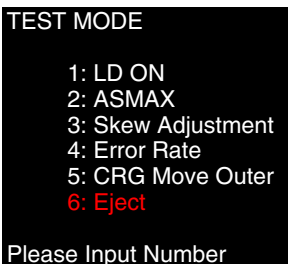 TEST MODE
1: LD ON
2: ASMAX
3: Skew Adjustment
4: Error Rate
5: CRG Move Outer
6: Eject
Please Input Number